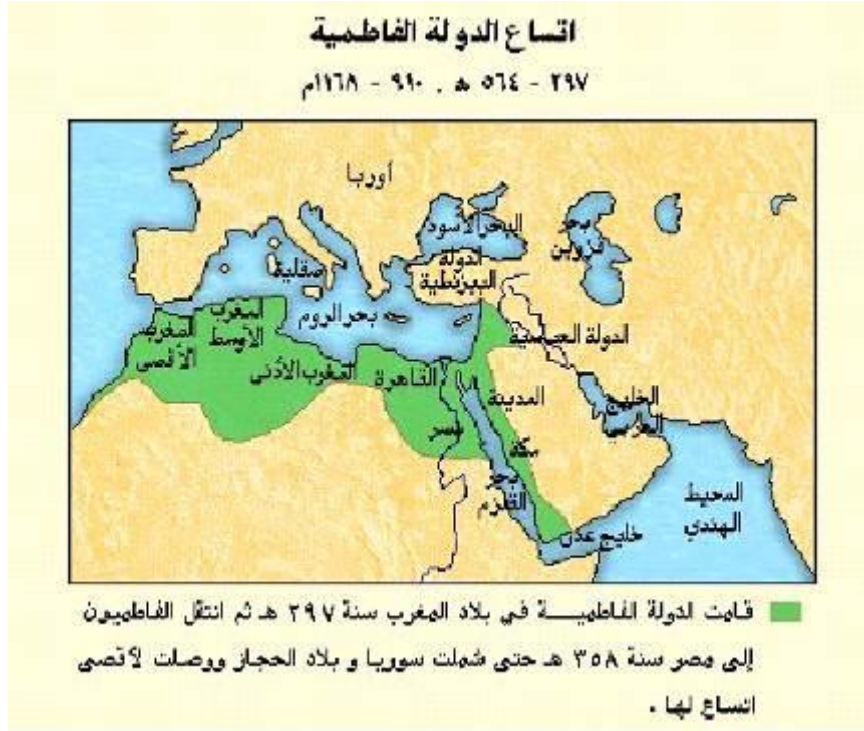 اتساع الدولة الفاطمية
٢٩٧ - ٥٦٤ هـ . ٩٩٠ - ١١٦٨م
أوربا
البحر الأسود
بحر
قزوين
الدولة
البيزنطية
صقلية
بحر الروم
المغرب
الأوسط
المغرب
الأقصى
المغرب الأدنى
القاهرة
مصر
الدولة العباسية
المدينة
مكة
الخليج
العربي
بحر
القلزم
خليج عدن
المحيط
الهندي
قامت الدولة الفاطميـــة في بلاد المغرب سنة ٢٩٧ هـ ثم انتقل الفاطميون
إلى مصر سنة ٣٥٨ هـ حتى شملت سوريا و بلاد الحجاز ووصلت لأقصى
اتساع لها .